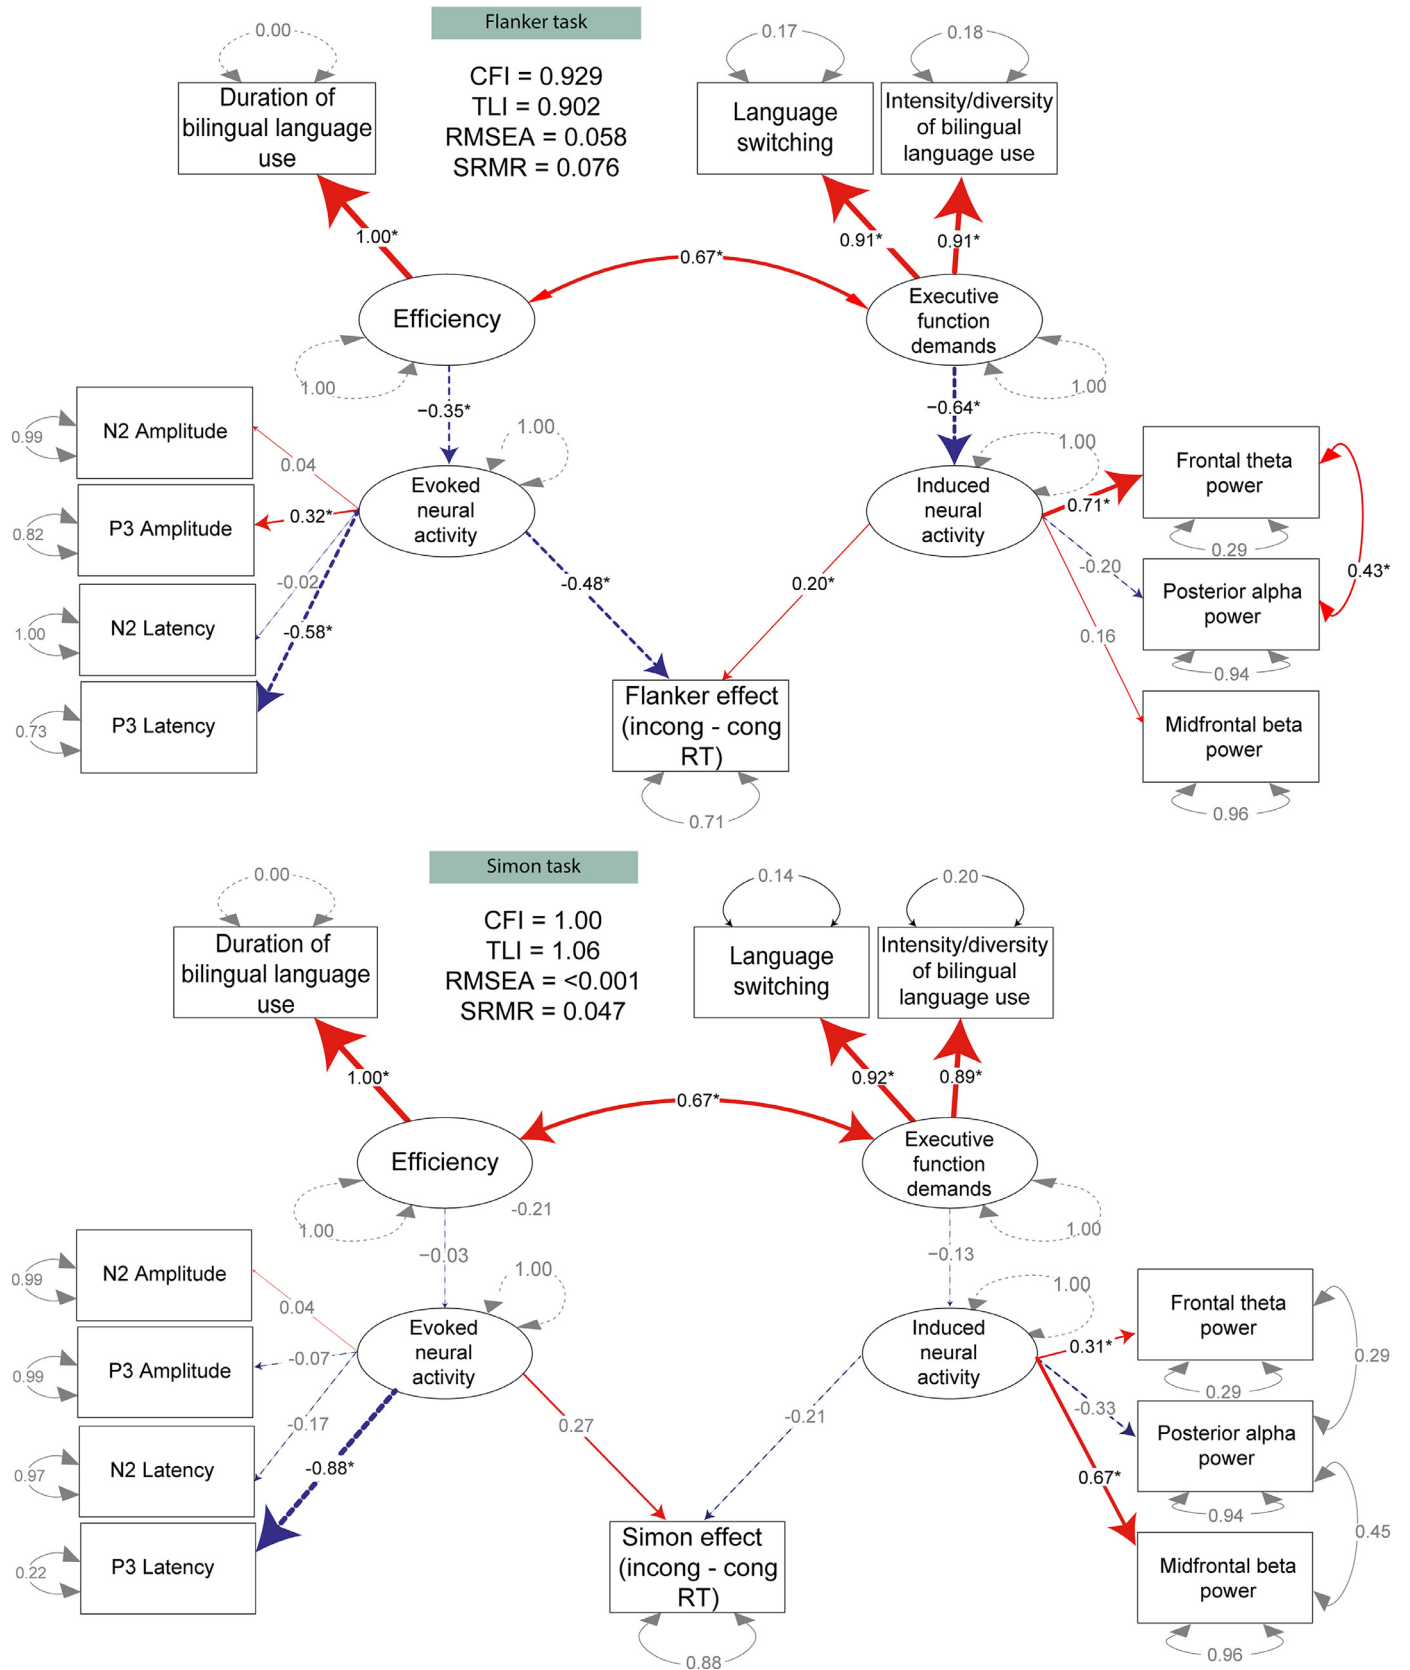 Flanker task
CFI = 0.929
TLI = 0.902
RMSEA = 0.058
SRMR = 0.076
0.00
Duration of
bilingual language
use
0.17
Language
switching
0.18
Intensity/diversity
of bilingual
language use
1.00*
0.91*
0.91*
0.67*
Efficiency
1.00
Executive
function
demands
1.00
−0.35*
−0.64*
N2 Amplitude
0.99
P3 Amplitude
0.82
N2 Latency
1.00
P3 Latency
0.73
0.04
0.32*
-0.02
-0.58*
Evoked
neural
activity
1.00
Induced
neural
activity
1.00
-0.48*
0.20*
0.71*
-0.20
0.16
Frontal theta
power
0.29
Posterior alpha
power
0.94
Midfrontal beta
power
0.96
0.43*
Flanker effect
(incong - cong
RT)
0.71
Simon task
CFI = 1.00
TLI = 1.06
RMSEA = <0.001
SRMR = 0.047
0.00
Duration of
bilingual language
use
0.14
Language
switching
0.20
Intensity/diversity
of bilingual
language use
1.00*
0.92*
0.89*
0.67*
Efficiency
1.00
-0.21
Executive
function
demands
1.00
−0.03
−0.13
N2 Amplitude
0.99
P3 Amplitude
0.99
N2 Latency
0.97
P3 Latency
0.22
0.04
-0.07
-0.17
-0.88*
Evoked
neural
activity
1.00
Induced
neural
activity
1.00
0.27
-0.21
0.31*
-0.33
0.67*
Frontal theta
power
0.29
Posterior alpha
power
0.94
Midfrontal beta
power
0.96
0.29
0.45
Simon effect
(incong - cong
RT)
0.88